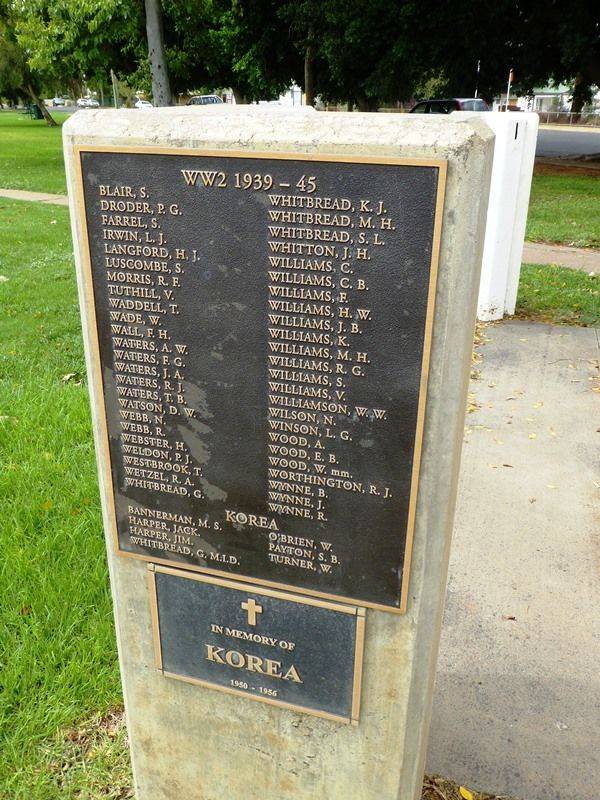 WW2 1939 – 45
BLAIR, S.
DRODER, P. G.
FARREL, S.
IRWIN, L. J.
LANGFORD, H. J.
LUSCOMBE, S.
MORRIS, R. F.
TUTHILL, V.
WADDELL, T.
WADE, W.
WALL, F. H.
WATERS, A. W.
WATERS, F. G.
WATERS, J. A.
WATERS, R. J.
WATERS, T. B.
WATSON, D. W.
WEBB, N.
WEBB, R.
WEBSTER, H.
WELDON, P. J.
WESTBROOK, T.
WETZEL, R. A.
WHITBREAD, G.
WHITBREAD, K. J.
WHITBREAD, M. H.
WHITBREAD, S. L.
WHITTON, J. H.
WILLIAMS, C.
WILLIAMS, C. B.
WILLIAMS, F.
WILLIAMS, H. W.
WILLIAMS, J. B.
WILLIAMS, K.
WILLIAMS, M. H.
WILLIAMS, R. G.
WILLIAMS, S.
WILLIAMS, V.
WILLIAMSON, W. W.
WILSON, N.
WINSON, L. G.
WOOD, A.
WOOD, E. B.
WOOD, W. mm.
WORTHINGTON, R. J.
WYNNE, B.
WYNNE, J.
WYNNE, R.
KOREA
BANNERMAN, M. S.
HARPER, JACK.
HARPER, JIM.
WHITBREAD, G. M.I.D.
O'BRIEN, W.
PAYTON, S. B.
TURNER, W.
IN MEMORY OF
KOREA
1950 - 1956